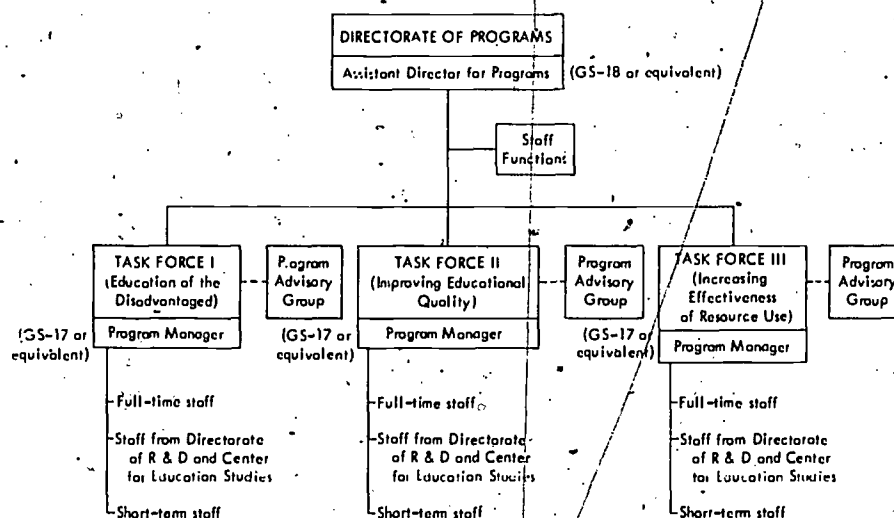 DIRECTORATE OF PROGRAMS
Assistant Director for Programs
(GS-18 or equivalent)
Staff
Functions
TASK FORCE I
(Education of the
Disadvantaged)
Program Manager
(GS-17 or
equivalent)
Program
Advisory
Group
Full-time staff
Staff from Directorate
of R & D and Center
for Education Studies
Short-term staff
TASK FORCE II
(Improving Educational
Quality)
Program Manager
(GS-17 or
equivalent)
Program
Advisory
Group
Full-time staff
Staff from Directorate
of R & D and Center
for Education Studies
Short-term staff
TASK FORCE III
(Increasing
Effectiveness
of Resource Use)
Program Manager
(GS-17 or
equivalent)
Program
Advisory
Group
Full-time staff
Staff from Directorate
of R & D and Center
for Education Studies
Short-term staff